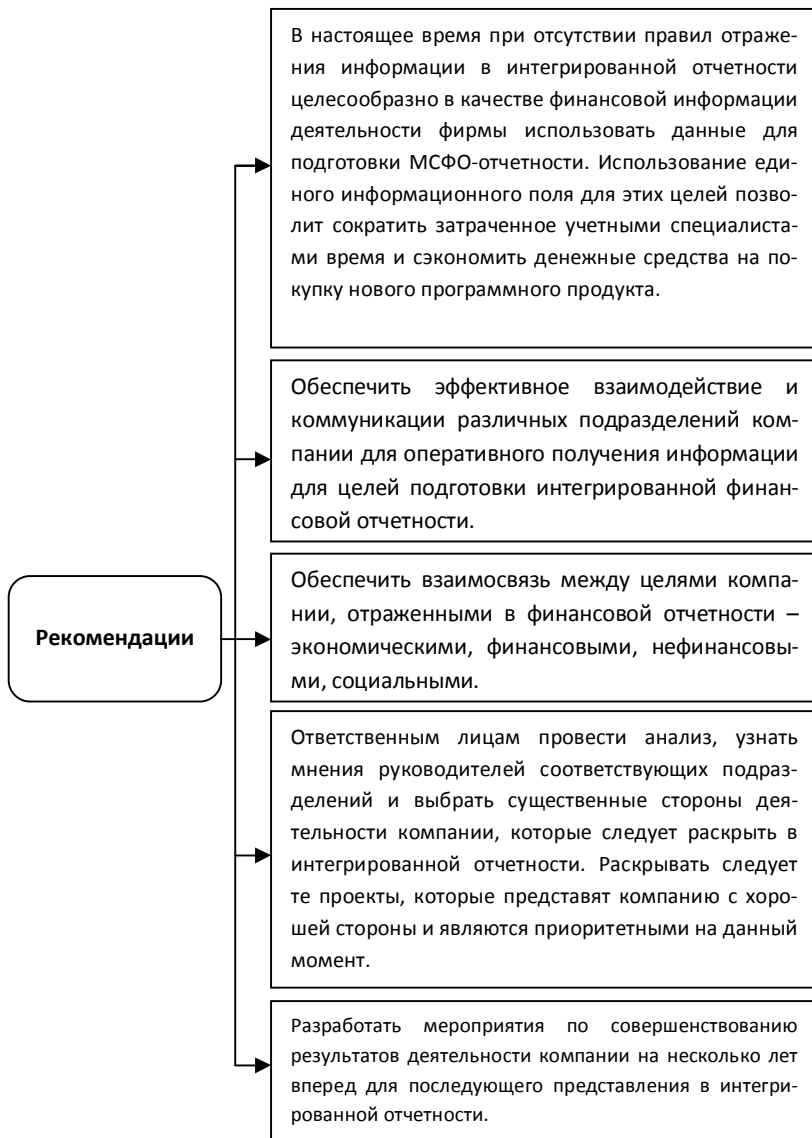 В настоящее время при отсутствии правил отраже-
ния информации в интегрированной отчетности
целесообразно в качестве финансовой информации
деятельности фирмы использовать данные для
подготовки МСФО-отчетности. Использование еди-
ного информационного поля для этих целей позво-
лит сократить затраченное учетными специалиста-
ми время и сэкономить денежные средства на по-
купку нового программного продукта.
Обеспечить эффективное взаимодействие и
коммуникации различных подразделений ком-
пании для оперативного получения информации
для целей подготовки интегрированной финан-
совой отчетности.
Рекомендации
Обеспечить взаимосвязь между целями компа-
нии, отраженными в финансовой отчетности –
экономическими, финансовыми, нефинансовы-
ми, социальными.
Ответственным лицам провести анализ, узнать
мнения руководителей соответствующих подраз-
делений и выбрать существенные стороны дея-
тельности компании, которые следует раскрыть в
интегрированной отчетности. Раскрывать следует
те проекты, которые представят компанию с хоро-
шей стороны и являются приоритетными на данный
момент.
Разработать мероприятия по совершенствованию
результатов деятельности компании на несколько лет
вперед для последующего представления в интегри-
рованной отчетности.